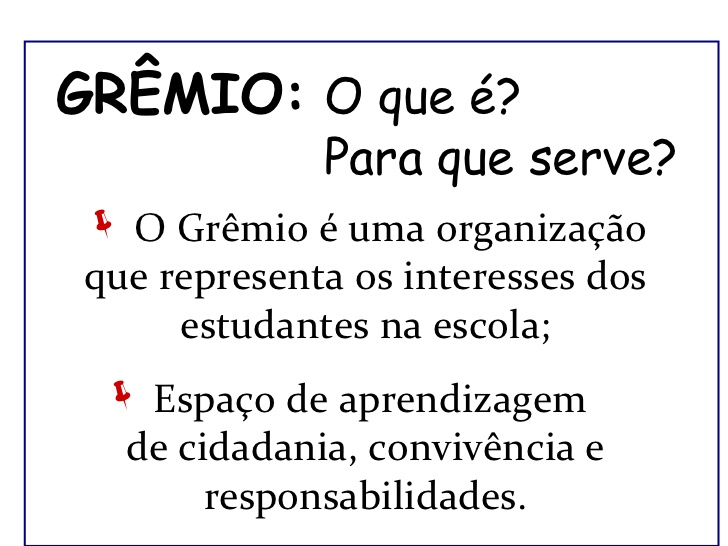 GRÊMIO: O que é?
Para que serve?
O Grêmio é uma organização
que representa os interesses dos
estudantes na escola;
Espaço de aprendizagem
de cidadania, convivência e
responsabilidades.